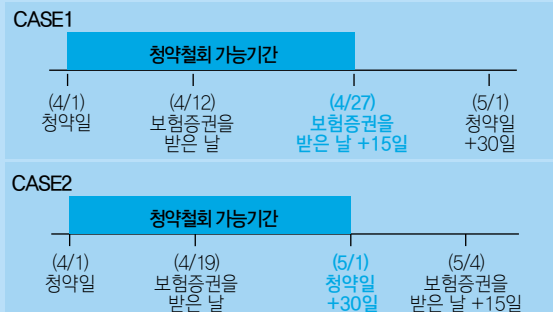 CASE1
청약철회 가능기간
(4/1) (4/12) (4/27) (5/1)
청약일 보험증권을 보험증권을 청약일
받은 날 받은 날 +15일 +30일
CASE2
청약철회 가능기간
(4/1) (4/19) (5/1) (5/4)
청약일 보험증권을 청약일 보험증권을
받은 날 +30일 받은 날 +15일